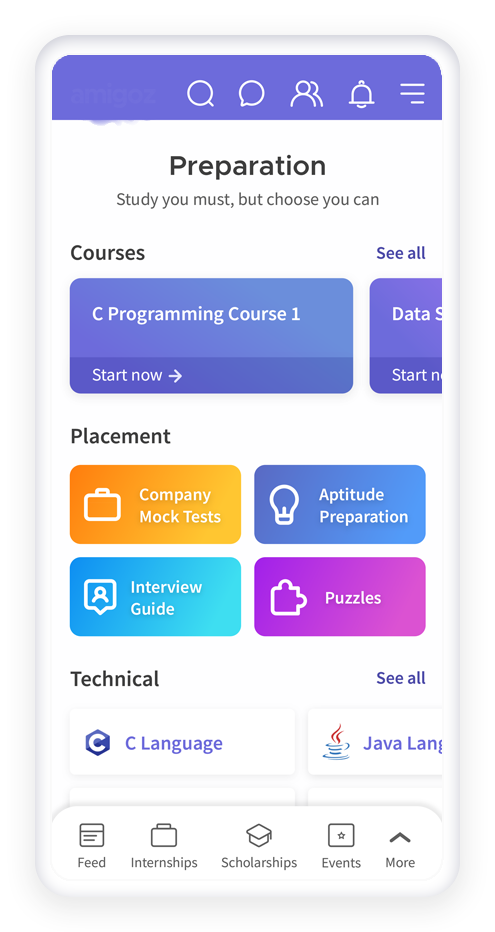 amigoz
Preparation
Study you must, but choose you can
Courses
See all
C Programming Course 1
Data S
Start now →
Start n
Placement
Company
Mock Tests
Aptitude
Preparation
Interview
Guide
Puzzles
Technical
See all
C
C Language
Java Lang
Feed
Internships
Scholarships
Events
More